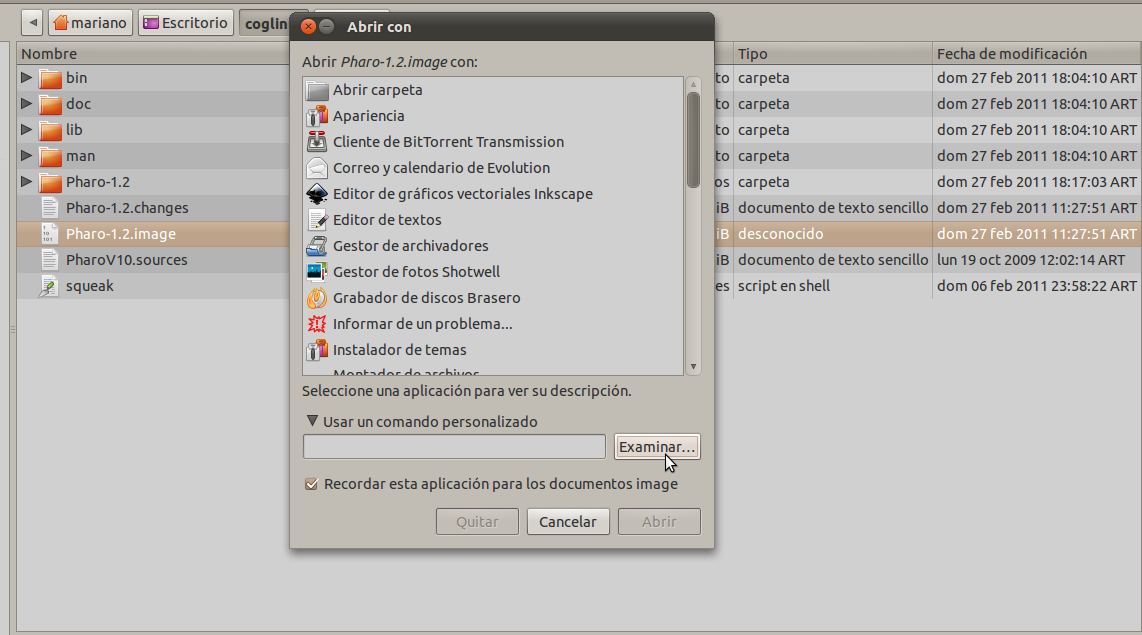 mariano Escritorio coglin
Abrir con
Nombre Tipo Fecha de modificación
Abrir Pharo-1.2.image con:
bin to carpeta dom 27 feb 2011 18:04:10 ART
doc to carpeta dom 27 feb 2011 18:04:10 ART
lib to carpeta dom 27 feb 2011 18:04:10 ART
man to carpeta dom 27 feb 2011 18:04:10 ART
Pharo-1.2 os carpeta dom 27 feb 2011 18:17:03 ART
Pharo-1.2.changes iB documento de texto sencillo dom 27 feb 2011 11:27:51 ART
Pharo-1.2.image iB desconocido dom 27 feb 2011 11:27:51 ART
PharoV10.sources iB documento de texto sencillo lun 19 oct 2009 12:02:14 ART
squeak es script en shell dom 06 feb 2011 23:58:22 ART
Abrir carpeta
Apariencia
Cliente de BitTorrent Transmission
Correo y calendario de Evolution
Editor de gráficos vectoriales Inkscape
Editor de textos
Gestor de archivadores
Gestor de fotos Shotwell
Grabador de discos Brasero
Informar de un problema...
Instalador de temas
Montador de archivos
Seleccione una aplicación para ver su descripción.
Usar un comando personalizado
Examinar...
Recordar esta aplicación para los documentos image
Quitar Cancelar Abrir